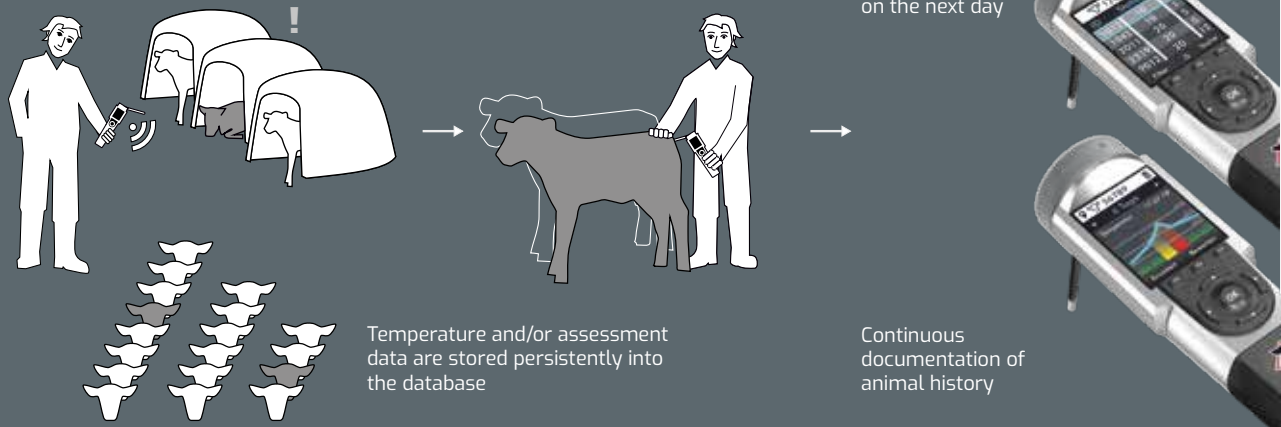 !
on the next day
Temperature and/or assessment
data are stored persistently into
the database
Continuous
documentation of
animal history